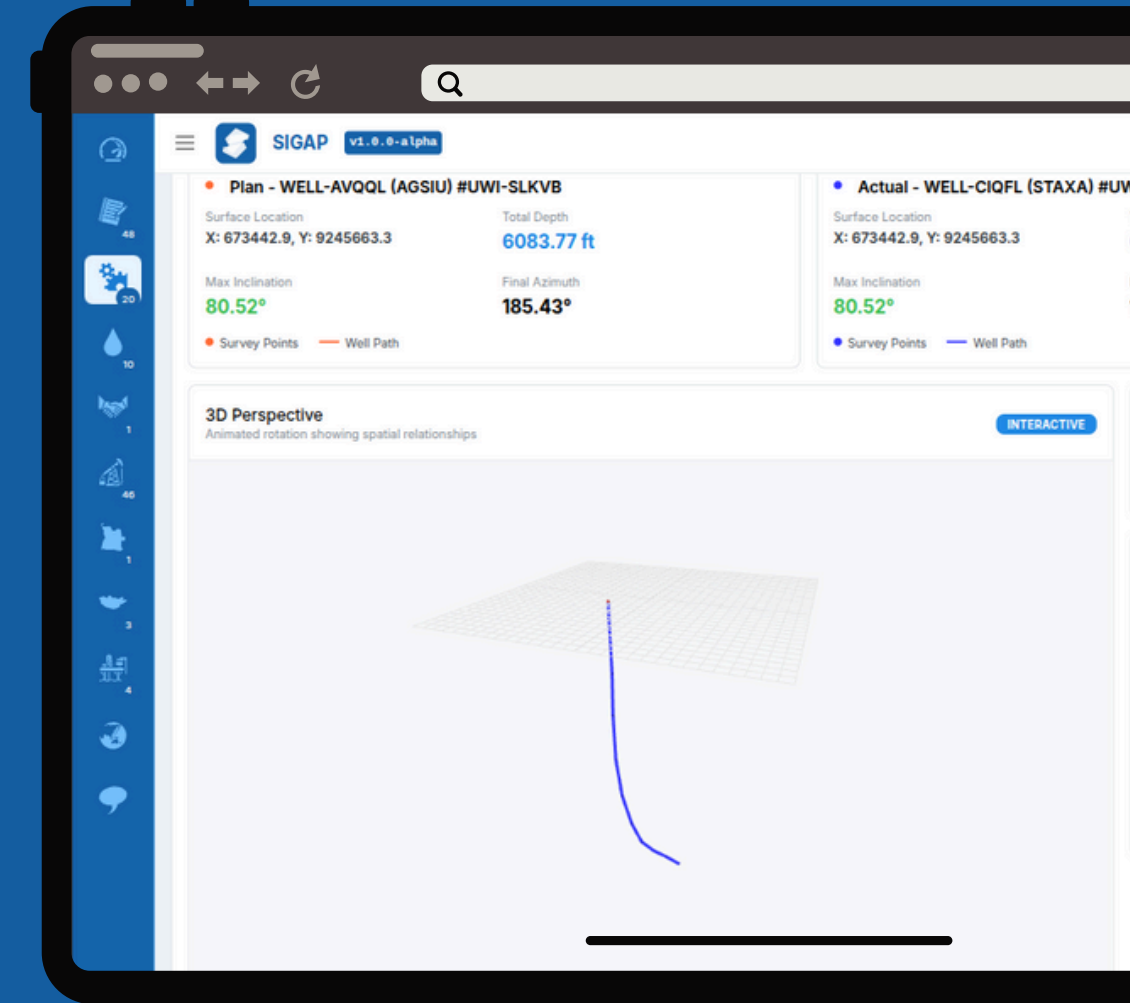 SIGAP v1.0.0-alpha
Plan - WELL-AVQQL (AGSIU) #UWI-SLKVB
Surface Location
X: 673442.9, Y: 9245663.3
Total Depth
6083.77 ft
Max Inclination
80.52°
Final Azimuth
185.43°
Survey Points
Well Path
Actual - WELL-CIQFL (STAXA) #UW
Surface Location
X: 673442.9, Y: 9245663.3
Max Inclination
80.52°
Survey Points
Well Path
3D Perspective
Animated rotation showing spatial relationships
INTERACTIVE
48
20
10
1
46
1
3
4